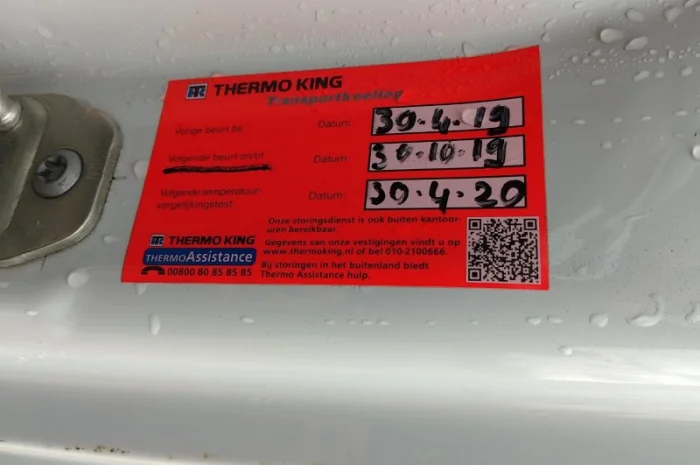 THERMO KING
Transportkoeling
Vorige beurt bij: Datum: 30.4.19
Volgende beurt en/of Datum: 30.10.19
Volgende temperatuur-
vergelijkingstest: Datum: 30.4.20
Onze storingsdienst is ook buiten kantoor-
uren bereikbaar.
Gegevens van onze vestigingen vindt u op
www.thermoking.nl of bel 010-2100666.
Bij storingen in het buitenland biedt
Thermo Assistance hulp.
THERMO KING
THERMOAssistance
00800 80 85 85 85